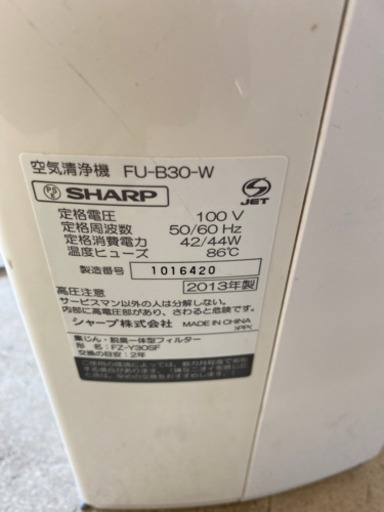 空気清浄機 FU-B30-W
PS E SHARP
JET
定格電圧 100 V
定格周波数 50/60 Hz
定格消費電力 42/44W
温度ヒューズ 86℃
製造番号 1016420
高圧注意 2013年製
サービスマン以外の人は分解しない。
内部に高電圧部が有り、さわると危険です。
シャープ株式会社 MADE IN CHINA
集じん・脱臭一体型フィルター
形 名：FZ-Y30SF
交換の目安：2年